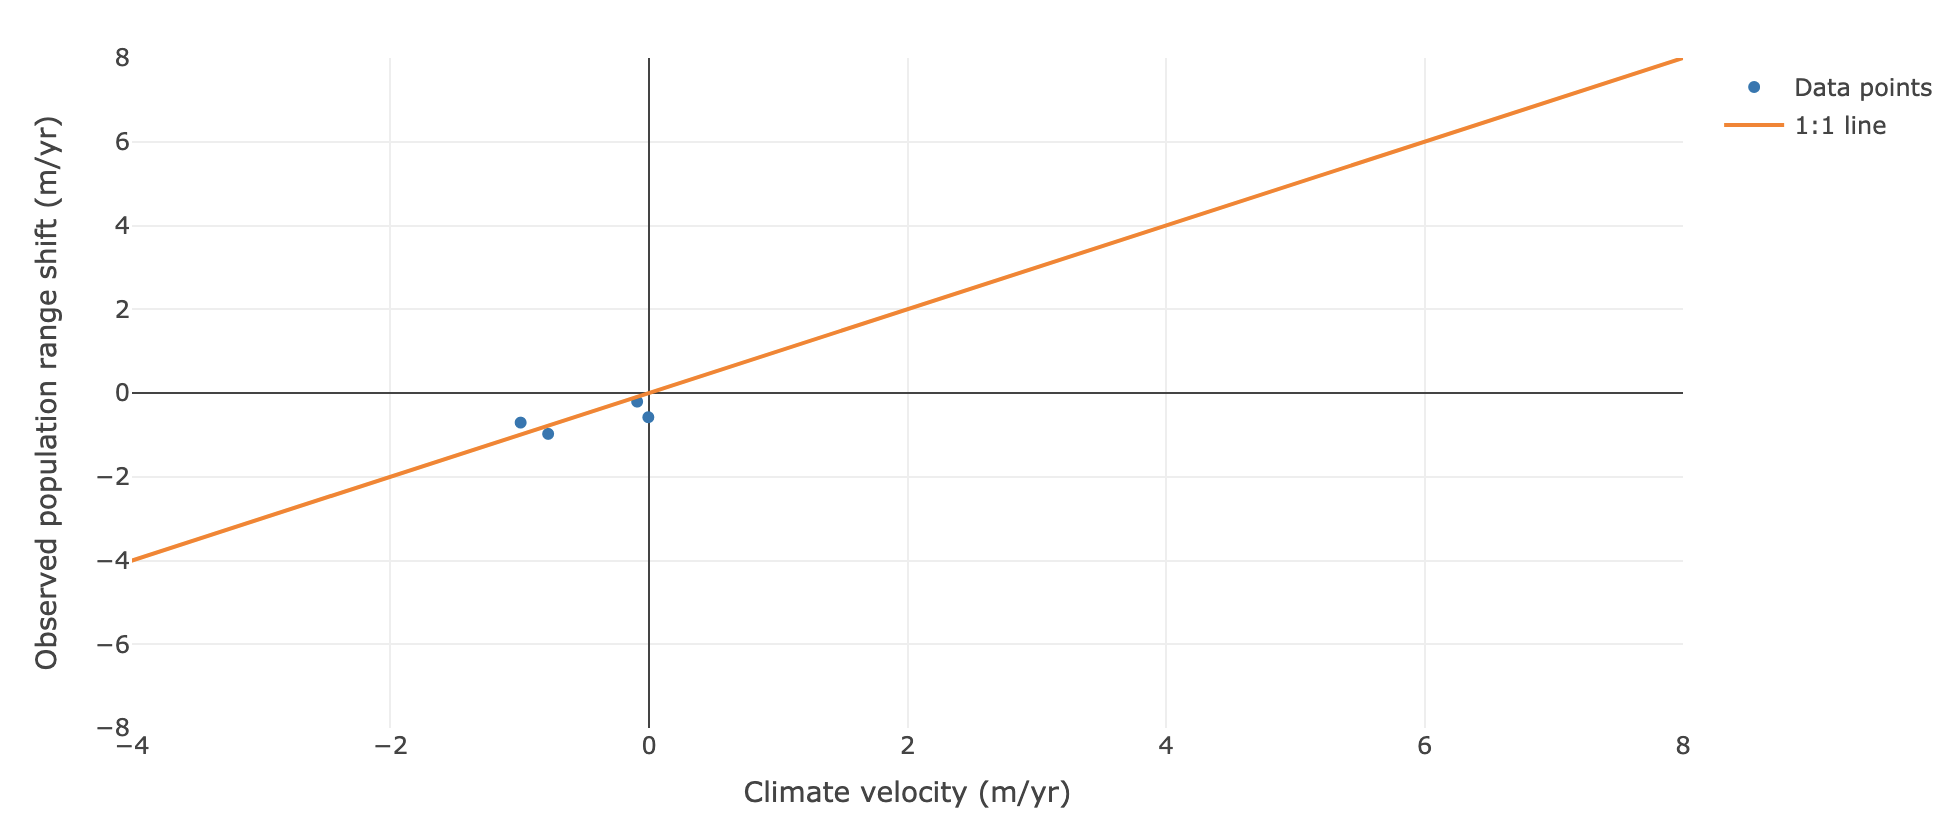 8
6
4
2
0
−2
−4
−6
−8
Observed population range shift (m/yr)
−4 −2 0 2 4 6 8
Climate velocity (m/yr)
Data points
1:1 line